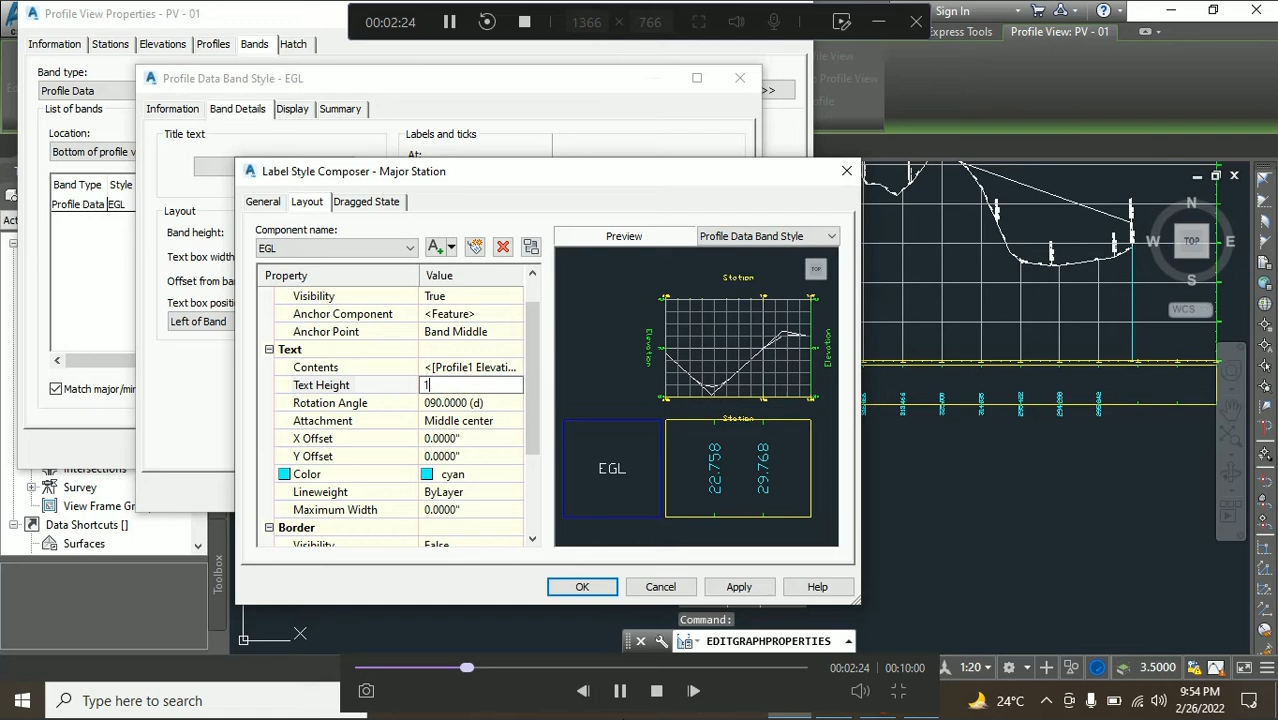 Profile View Properties - PV - 01
00:02:24
1366 × 766
Sign In
Express Tools
Profile View: PV - 01
Information
Stations
Elevations
Profiles
Bands
Hatch
Band type:
Profile Data
>>
List of bands
Location:
Bottom of profile v
Band Type
Style
Profile Data
EGL
Match major/min
Profile Data Band Style - EGL
Information
Band Details
Display
Summary
Title text
Labels and ticks
At:
Layout
Band height:
Text box width
Offset from bar
Text box positio
Left of Band
Label Style Composer - Major Station
General
Layout
Dragged State
Component name:
EGL
Preview
Profile Data Band Style
Property
Value
Visibility
True
Anchor Component
<Feature>
Anchor Point
Band Middle
Text
Contents
<[Profile1 Elevati...
Text Height
1
Rotation Angle
090.0000 (d)
Attachment
Middle center
X Offset
0.0000"
Y Offset
0.0000"
Color
cyan
Lineweight
ByLayer
Maximum Width
0.0000"
Border
Visibility
False
Station
TOP
Elevation
Elevation
Station
EGL
22.758
29.768
OK
Cancel
Apply
Help
N
W
TOP
E
S
WCS
Intersections
Survey
View Frame Gr
Data Shortcuts []
Surfaces
Toolbox
X
Command:
EDITGRAPHPROPERTIES
1:20
3.5000
00:02:24
00:10:00
Type here to search
24°C
9:54 PM
2/26/2022